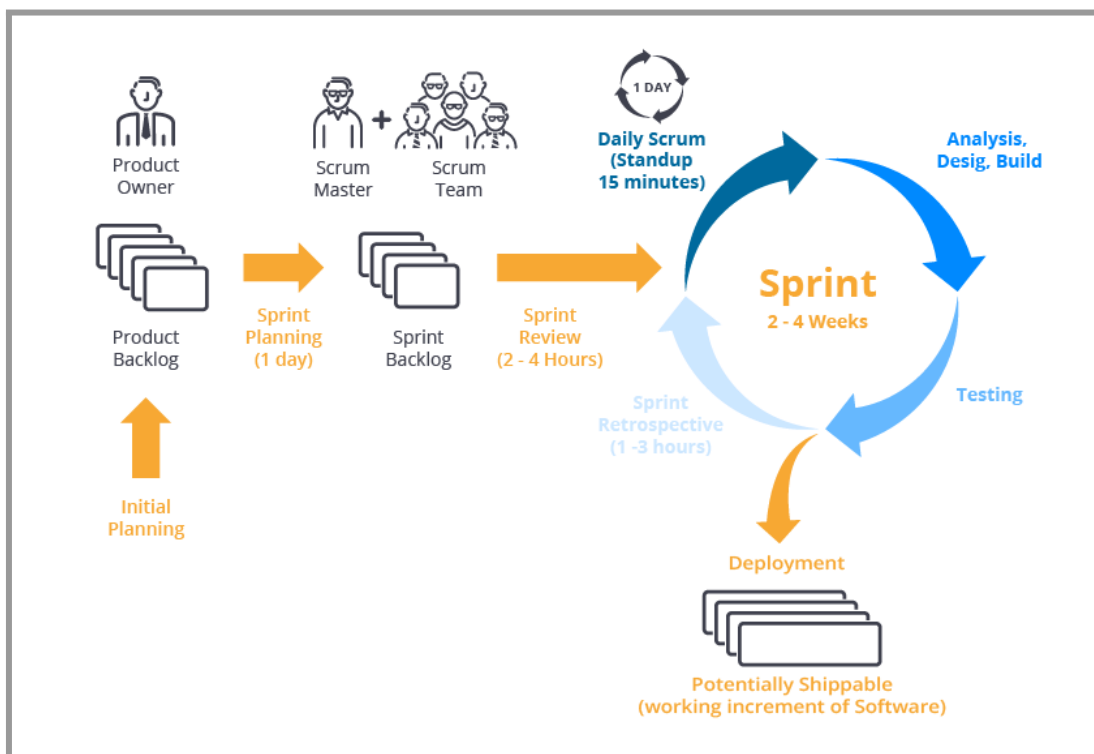 Product
Owner
Scrum
Master
Scrum
Team
1 DAY
Daily Scrum
(Standup
15 minutes)
Analysis,
Desig, Build
Product
Backlog
Sprint
Planning
(1 day)
Sprint
Backlog
Sprint
Review
(2 - 4 Hours)
Sprint
2 - 4 Weeks
Testing
Sprint
Retrospective
(1 -3 hours)
Initial
Planning
Deployment
Potentially Shippable
(working increment of Software)